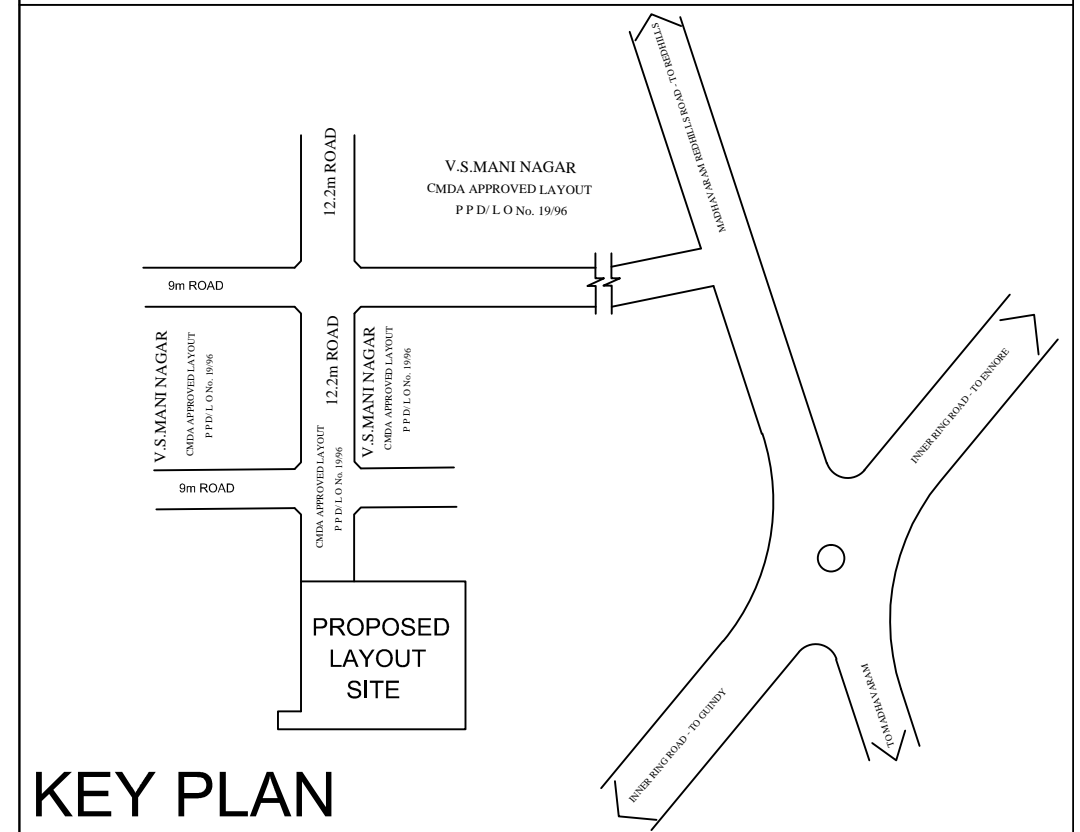 MADHAVARAM REDHILLS ROAD - TO REDHILLS
12.2m ROAD
V.S.MANI NAGAR
CMDA APPROVED LAYOUT
P P D/ L O No. 19/96
9m ROAD
V.S.MANI NAGAR
CMDA APPROVED LAYOUT
P P D/ L O No. 19/96
12.2m ROAD
V.S.MANI NAGAR
CMDA APPROVED LAYOUT
P P D/ L O No. 19/96
INNER RING ROAD - TO ENNORE
9m ROAD
CMDA APPROVED LAYOUT
P P D/ L O No. 19/96
PROPOSED
LAYOUT
SITE
INNER RING ROAD - TO GUINDY
TO MADHAVARAM
KEY PLAN